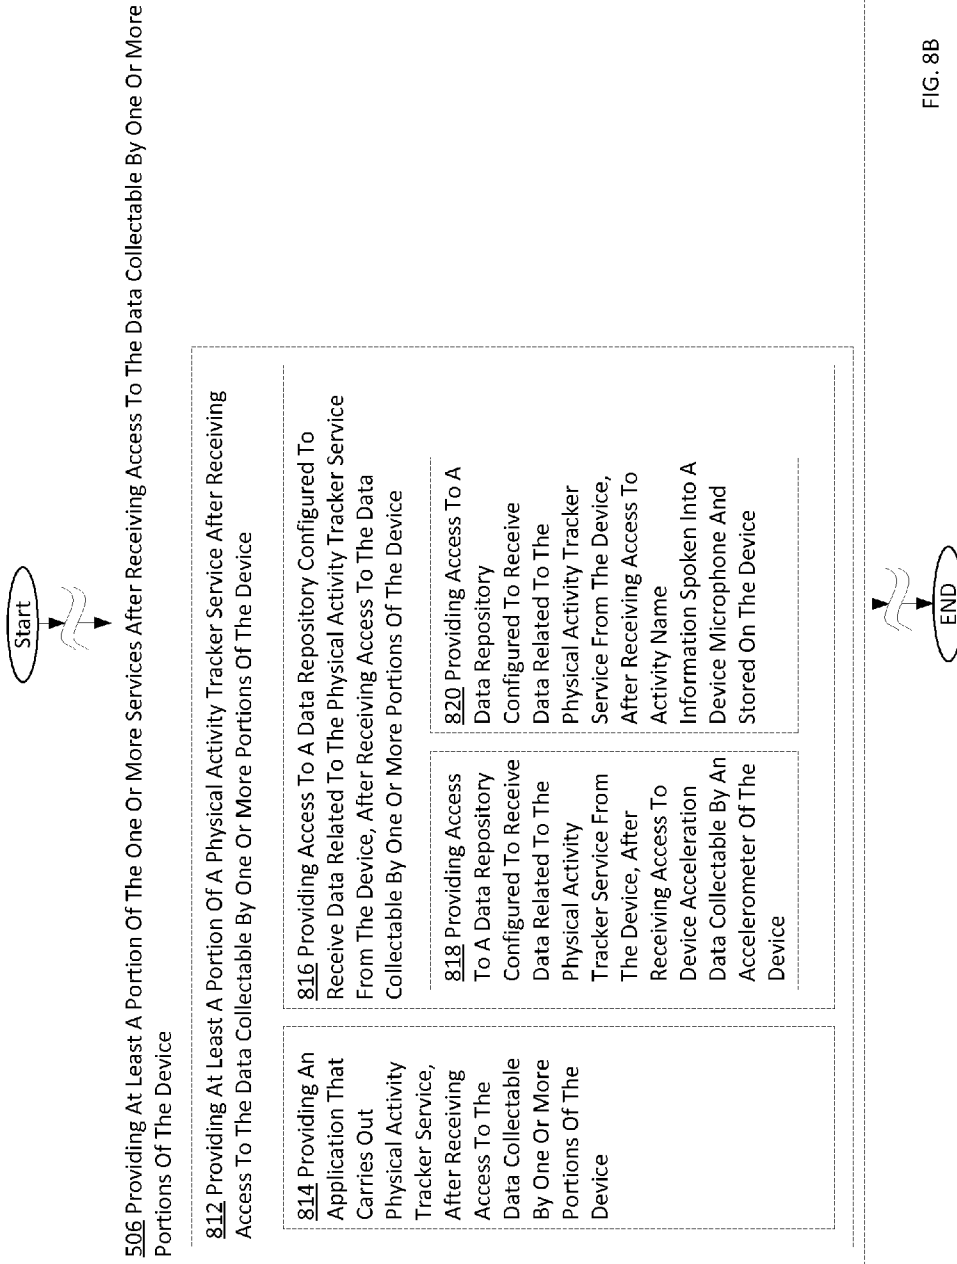 Start
506 Providing At Least A Portion Of The One Or More Services After Receiving Access To The Data Collectable By One Or More
Portions Of The Device
812 Providing At Least A Portion Of A Physical Activity Tracker Service After Receiving
Access To The Data Collectable By One Or More Portions Of The Device
814 Providing An
Application That
Carries Out
Physical Activity
Tracker Service,
After Receiving
Access To The
Data Collectable
By One Or More
Portions Of The
Device
816 Providing Access To A Data Repository Configured To
Receive Data Related To The Physical Activity Tracker Service
From The Device, After Receiving Access To The Data
Collectable By One Or More Portions Of The Device
818 Providing Access
To A Data Repository
Configured To Receive
Data Related To The
Physical Activity
Tracker Service From
The Device, After
Receiving Access To
Device Acceleration
Data Collectable By An
Accelerometer Of The
Device
820 Providing Access To A
Data Repository
Configured To Receive
Data Related To The
Physical Activity Tracker
Service From The Device,
After Receiving Access To
Activity Name
Information Spoken Into A
Device Microphone And
Stored On The Device
END
FIG. 8B